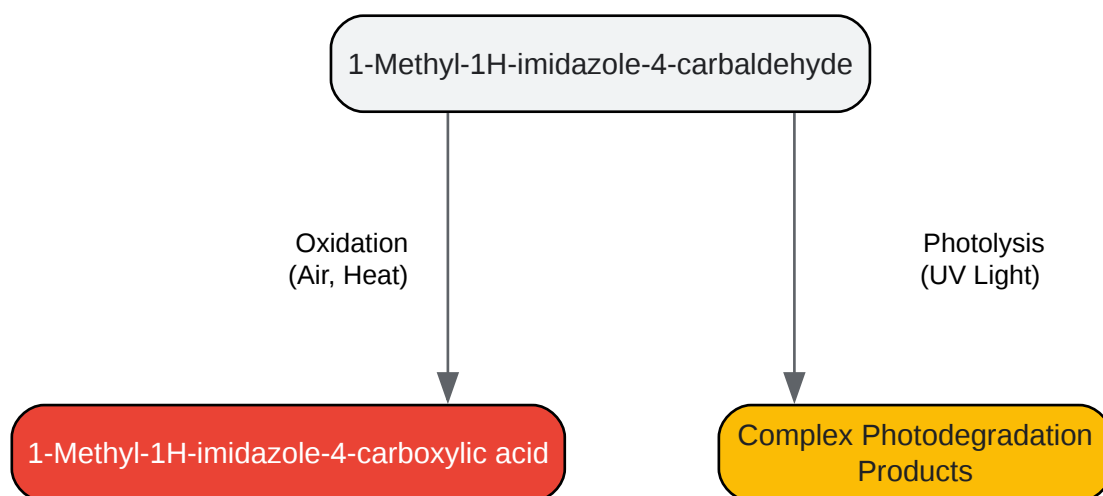 1-Methyl-1H-imidazole-4-carbaldehyde
Oxidation
(Air, Heat)
Photolysis
(UV Light)
1-Methyl-1H-imidazole-4-carboxylic acid
Complex Photodegradation
Products